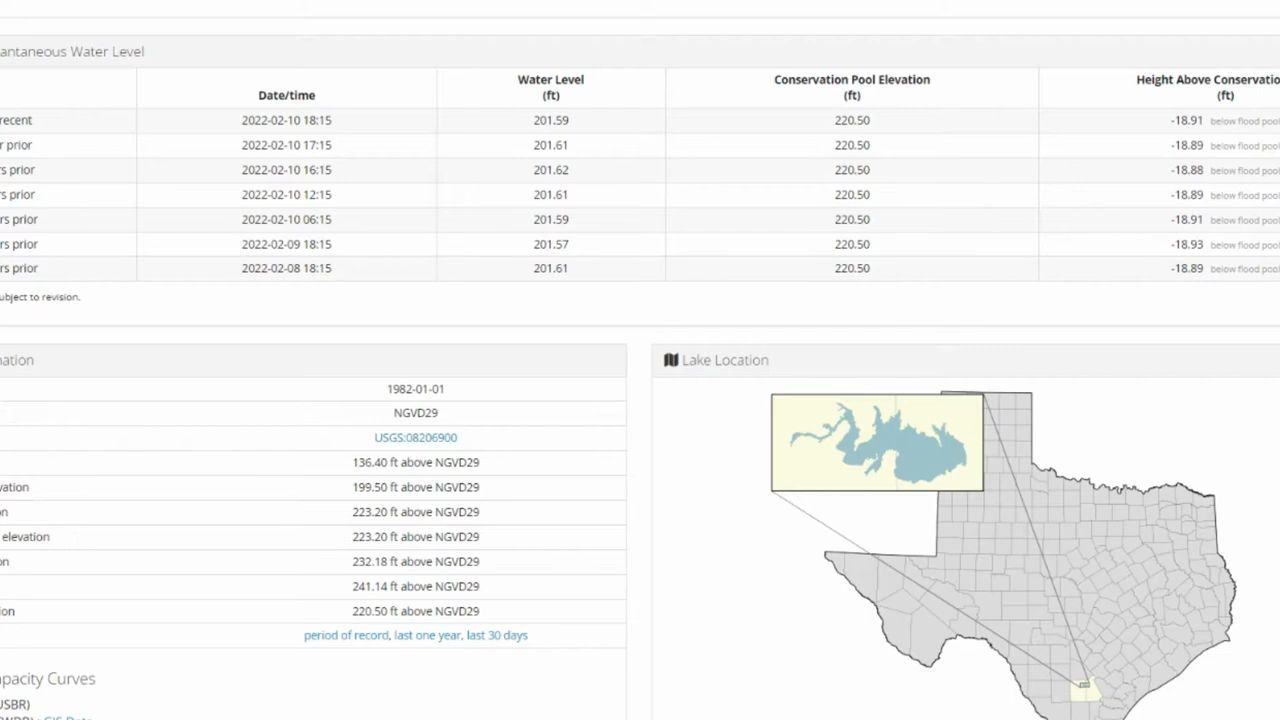 antaneous Water Level
Date/time Water Level (ft) Conservation Pool Elevation (ft) Height Above Conservatio (ft)
recent 2022-02-10 18:15 201.59 220.50 -18.91 below flood pool
r prior 2022-02-10 17:15 201.61 220.50 -18.89 below flood pool
rs prior 2022-02-10 16:15 201.62 220.50 -18.88 below flood pool
rs prior 2022-02-10 12:15 201.61 220.50 -18.89 below flood pool
rs prior 2022-02-10 06:15 201.59 220.50 -18.91 below flood pool
rs prior 2022-02-09 18:15 201.57 220.50 -18.93 below flood pool
rs prior 2022-02-08 18:15 201.61 220.50 -18.89 below flood pool
ubject to revision.
nation
1982-01-01
NGVD29
USGS:08206900
136.40 ft above NGVD29
vation 199.50 ft above NGVD29
on 223.20 ft above NGVD29
elevation 223.20 ft above NGVD29
on 232.18 ft above NGVD29
241.14 ft above NGVD29
ion 220.50 ft above NGVD29
period of record, last one year, last 30 days
pacity Curves
USBR)
Lake Location